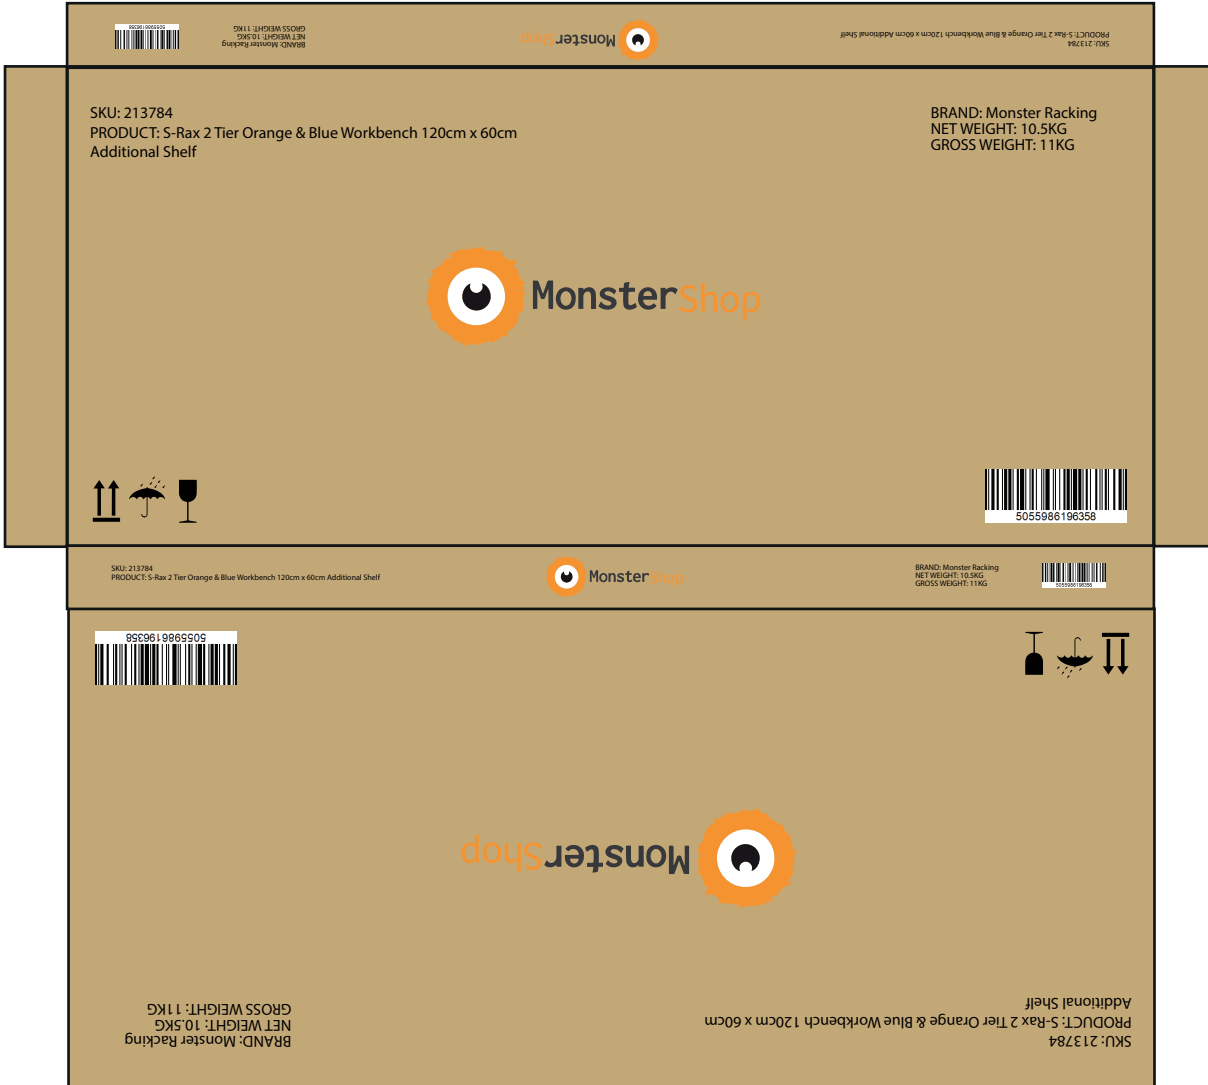 5055986196358
GROSS WEIGHT: 11KG
NET WEIGHT: 10.5KG
BRAND: Monster Racking
MonsterShop
PRODUCT: S-Rax 2 Tier Orange & Blue Workbench 120cm x 60cm Additional Shelf
SKU: 213784
SKU: 213784
PRODUCT: S-Rax 2 Tier Orange & Blue Workbench 120cm x 60cm
Additional Shelf
BRAND: Monster Racking
NET WEIGHT: 10.5KG
GROSS WEIGHT: 11KG
MonsterShop
5055986196358
SKU: 213784
PRODUCT: S-Rax 2 Tier Orange & Blue Workbench 120cm x 60cm Additional Shelf
MonsterShop
BRAND: Monster Racking
NET WEIGHT: 10.5KG
GROSS WEIGHT: 11KG
5055986196358
5055986196358
MonsterShop
SKU: 213784
PRODUCT: S-Rax 2 Tier Orange & Blue Workbench 120cm x 60cm
Additional Shelf
BRAND: Monster Racking
NET WEIGHT: 10.5KG
GROSS WEIGHT: 11KG